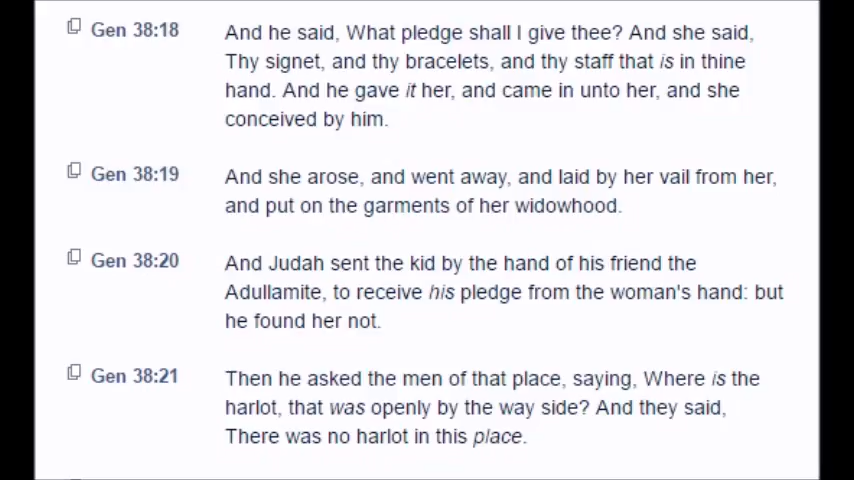 Gen 38:18 And he said, What pledge shall I give thee? And she said,
Thy signet, and thy bracelets, and thy staff that is in thine
hand. And he gave it her, and came in unto her, and she
conceived by him.
Gen 38:19 And she arose, and went away, and laid by her vail from her,
and put on the garments of her widowhood.
Gen 38:20 And Judah sent the kid by the hand of his friend the
Adullamite, to receive his pledge from the woman's hand: but
he found her not.
Gen 38:21 Then he asked the men of that place, saying, Where is the
harlot, that was openly by the way side? And they said,
There was no harlot in this place.